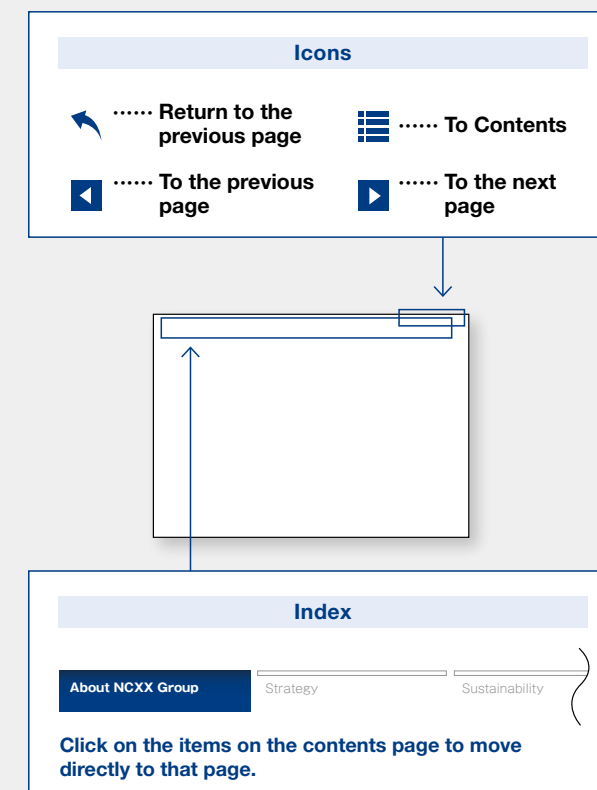 Icons
…… Return to the
previous page
…… To Contents
…… To the previous
page
…… To the next
page
Index
About NCXX Group
Strategy
Sustainability
Click on the items on the contents page to move
directly to that page.